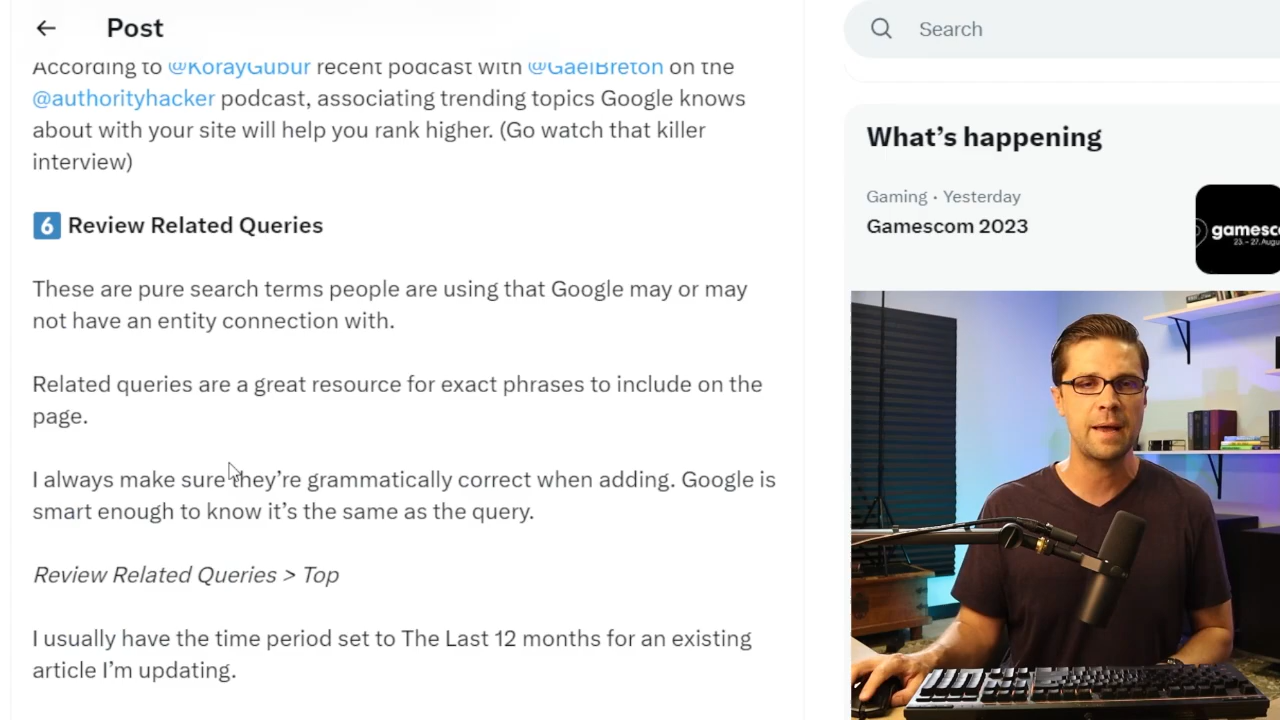 Post
According to @KorayGubur recent podcast with @GaelBreton on the
@authorityhacker podcast, associating trending topics Google knows
about with your site will help you rank higher. (Go watch that killer
interview)
6 Review Related Queries
These are pure search terms people are using that Google may or may
not have an entity connection with.
Related queries are a great resource for exact phrases to include on the
page.
I always make sure they’re grammatically correct when adding. Google is
smart enough to know it’s the same as the query.
Review Related Queries > Top
I usually have the time period set to The Last 12 months for an existing
article I’m updating.
Search
What’s happening
Gaming · Yesterday
Gamescom 2023
gamesc
23. – 27. Augu